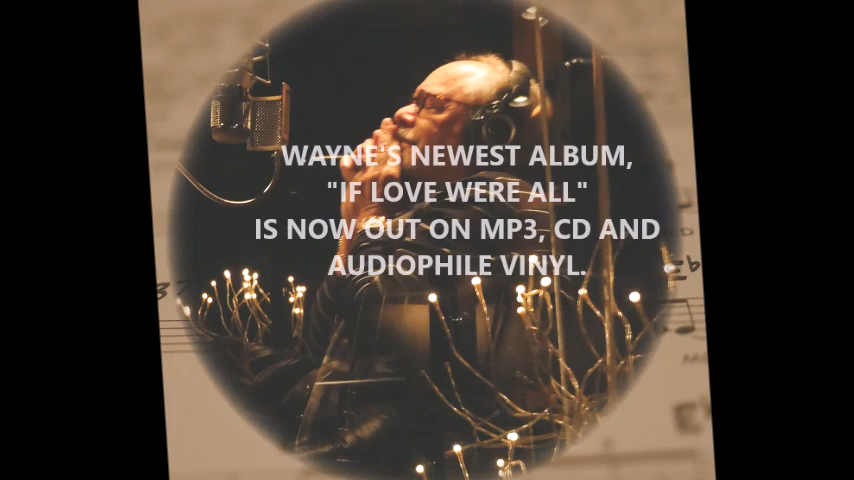 WAYNE'S NEWEST ALBUM,
"IF LOVE WERE ALL"
IS NOW OUT ON MP3, CD AND
AUDIOPHILE VINYL.